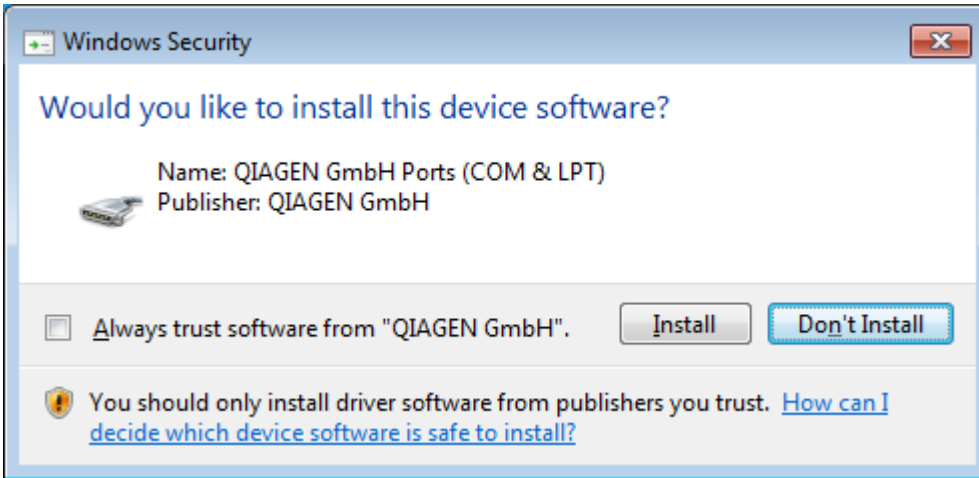 Windows Security
Would you like to install this device software?
Name: QIAGEN GmbH Ports (COM & LPT)
Publisher: QIAGEN GmbH
Always trust software from "QIAGEN GmbH".
Install
Don't Install
You should only install driver software from publishers you trust. How can I
decide which device software is safe to install?